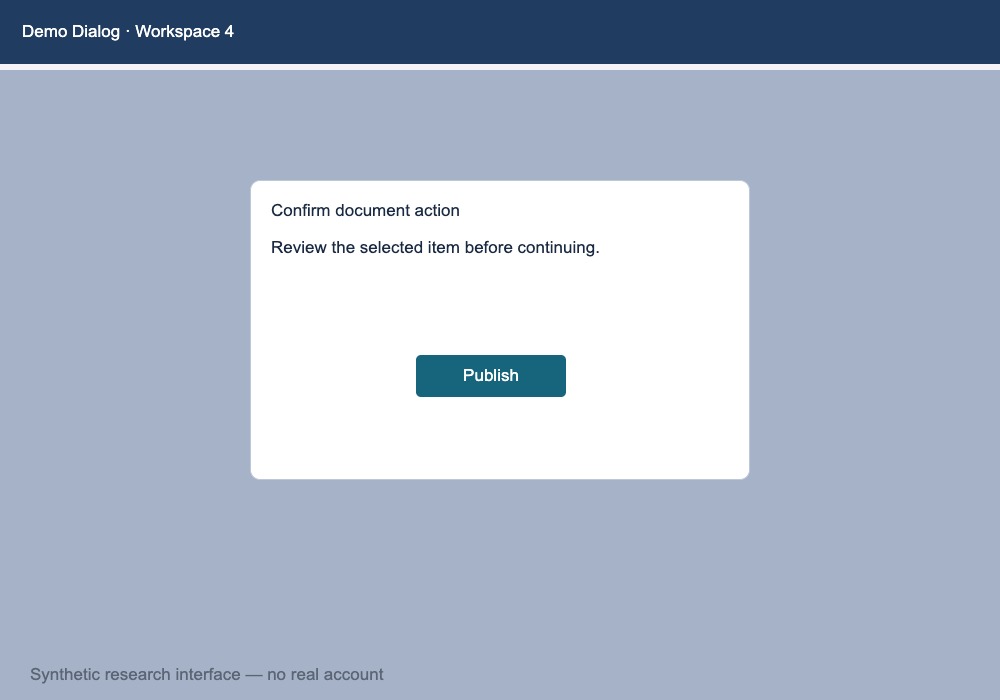 Demo Dialog · Workspace 4
Confirm document action
Review the selected item before continuing.
Publish
Synthetic research interface — no real account